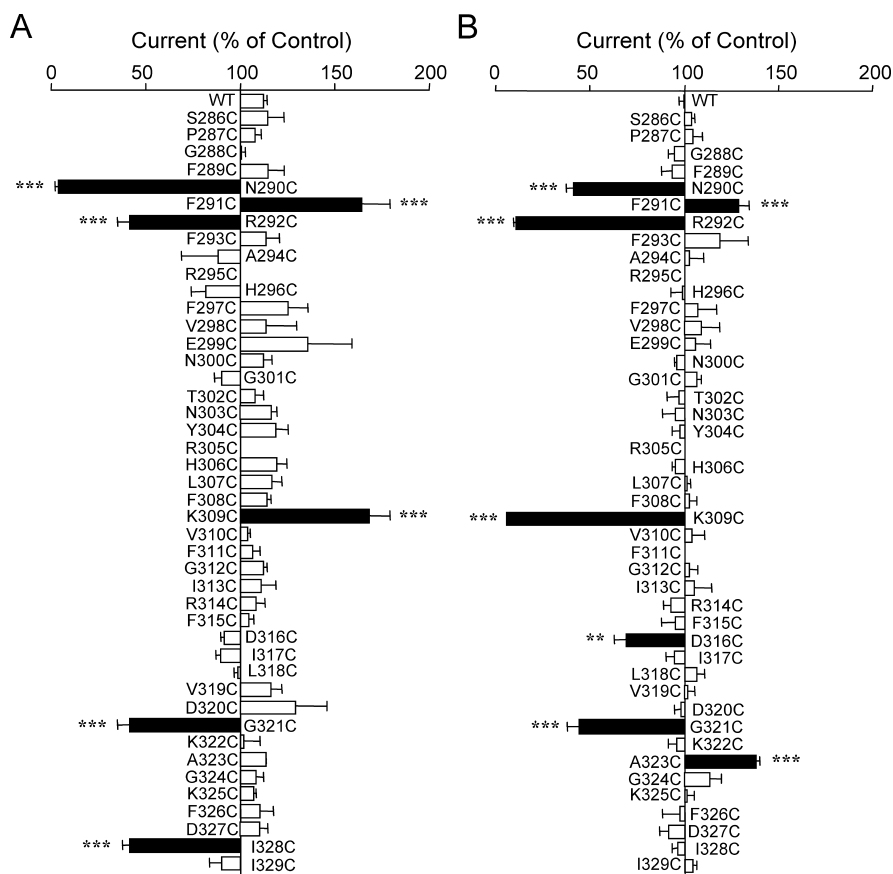 A
Current (% of Control)
0 50 100 150 200
WT
S286C
P287C
G288C
F289C
*** N290C
F291C ***
*** R292C
F293C
A294C
R295C
H296C
F297C
V298C
E299C
N300C
G301C
T302C
N303C
Y304C
R305C
H306C
L307C
F308C
K309C ***
V310C
F311C
G312C
I313C
R314C
F315C
D316C
I317C
L318C
V319C
D320C
*** G321C
K322C
A323C
G324C
K325C
F326C
D327C
*** I328C
I329C
B
Current (% of Control)
0 50 100 150 200
WT
S286C
P287C
G288C
F289C
*** N290C
F291C ***
*** R292C
F293C
A294C
R295C
H296C
F297C
V298C
E299C
N300C
G301C
T302C
N303C
Y304C
R305C
H306C
L307C
F308C
*** K309C
V310C
F311C
G312C
I313C
R314C
F315C
** D316C
I317C
L318C
V319C
D320C
*** G321C
K322C
A323C ***
G324C
K325C
F326C
D327C
I328C
I329C